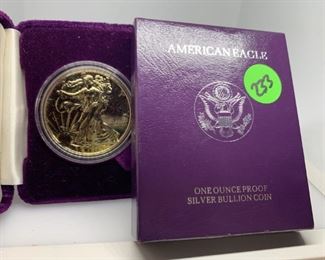 AMERICAN EAGLE
233
ONE OUNCE PROOF
SILVER BULLION COIN